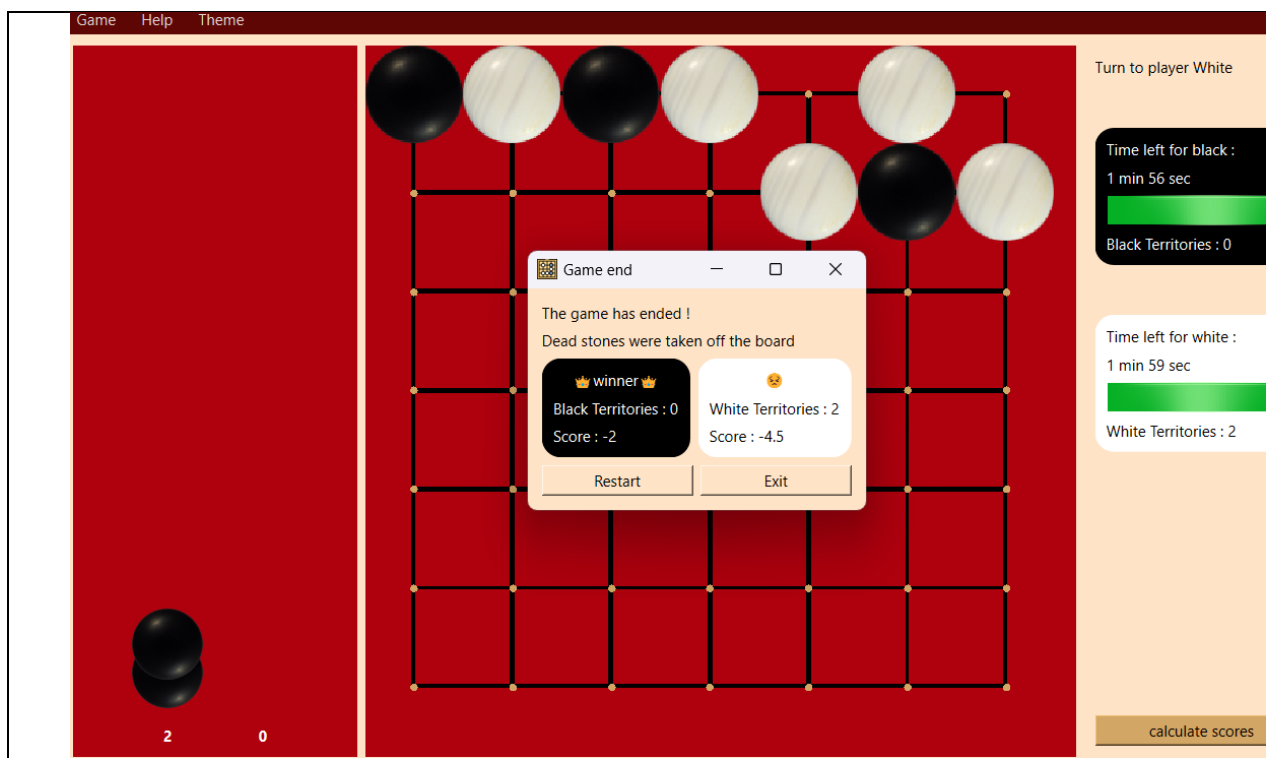 Game Help Theme
Turn to player White
Time left for black :
1 min 56 sec
Black Territories : 0
Game end
The game has ended !
Dead stones were taken off the board
👑winner👑
Black Territories : 0
Score : -2
😣
White Territories : 2
Score : -4.5
Restart Exit
Time left for white :
1 min 59 sec
White Territories : 2
2 0
calculate scores